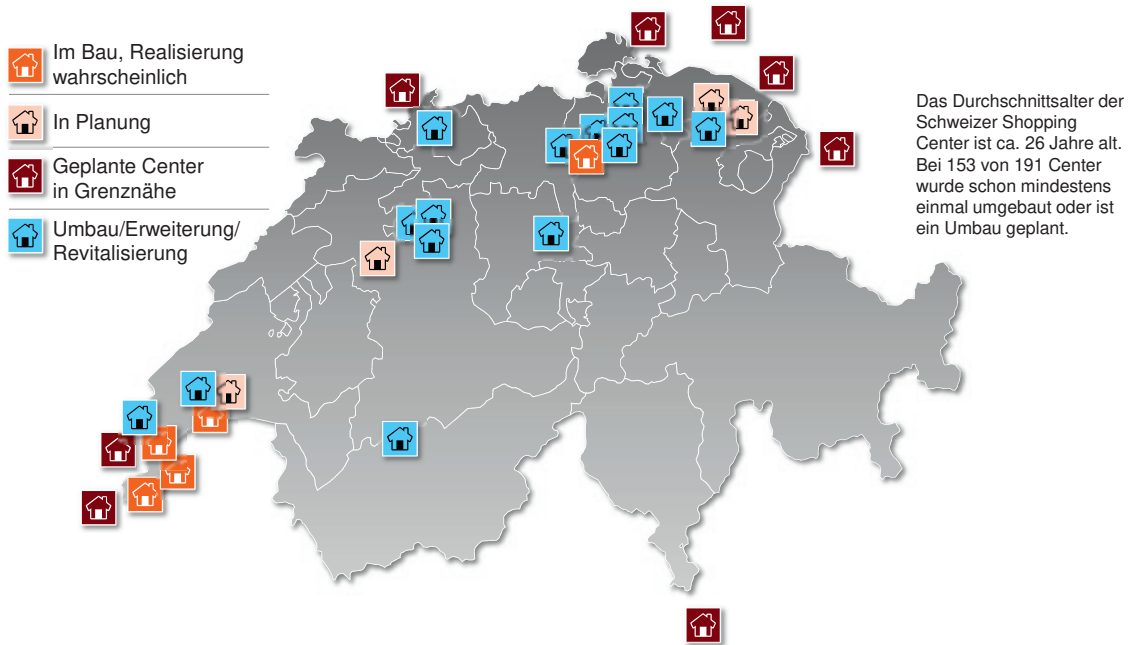 Im Bau, Realisierung
wahrscheinlich
In Planung
Geplante Center
in Grenznähe
Umbau/Erweiterung/
Revitalisierung
Das Durchschnittsalter der
Schweizer Shopping
Center ist ca. 26 Jahre alt.
Bei 153 von 191 Center
wurde schon mindestens
einmal umgebaut oder ist
ein Umbau geplant.